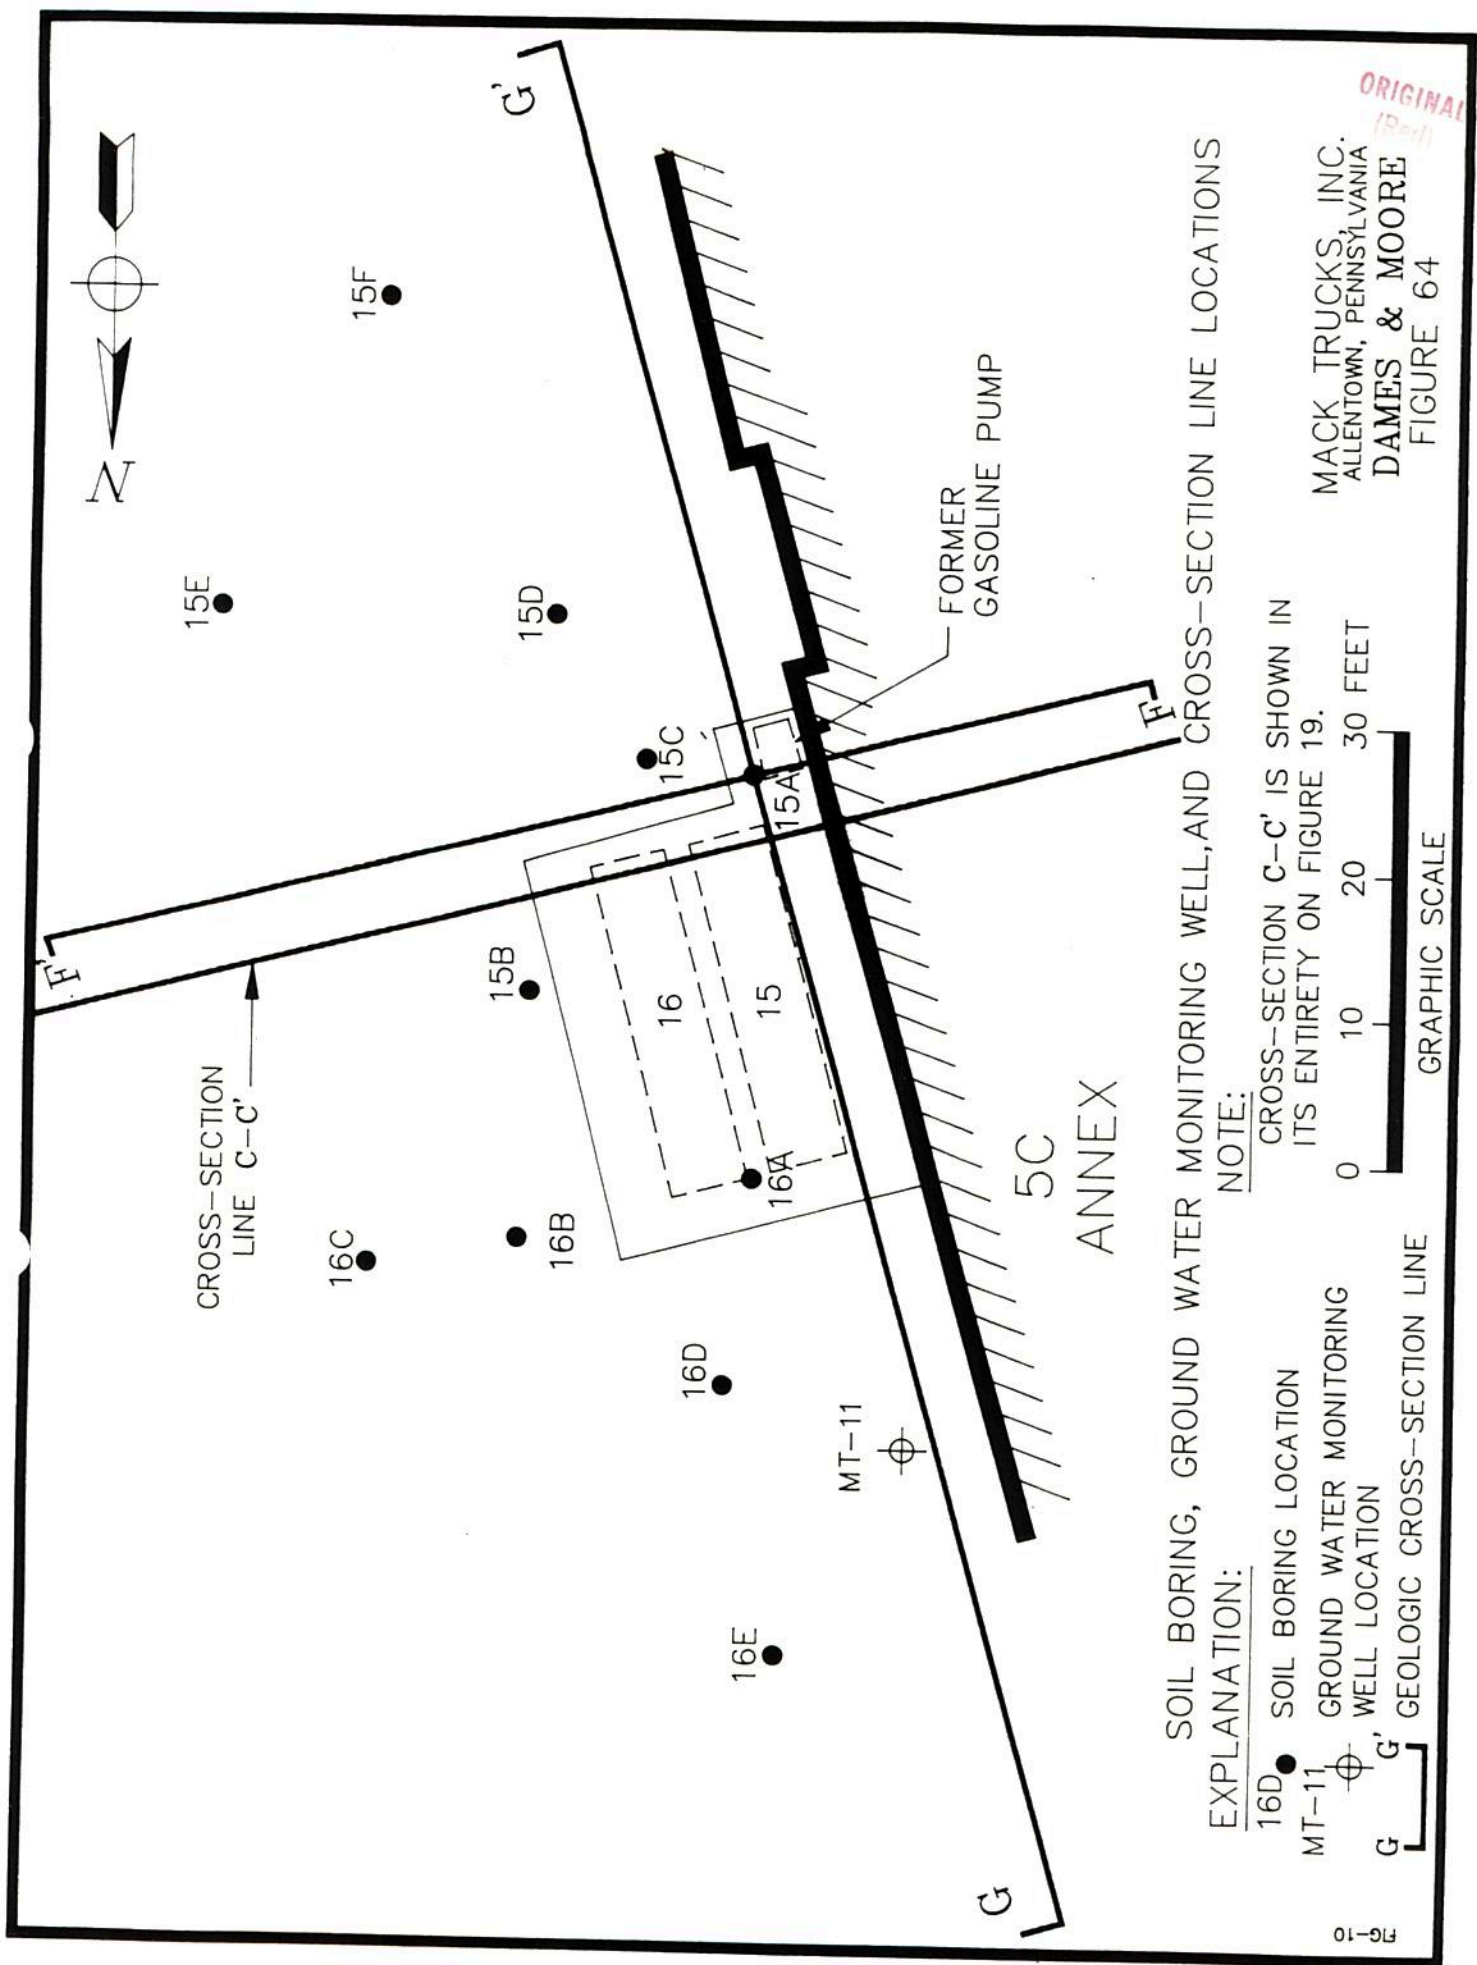 N
15F
15E
15D
15C
15A
15B
16
15
16A
16B
16C
16D
16E
MT-11
G'
G
F'
F
CROSS-SECTION
LINE C-C'
FORMER
GASOLINE PUMP
5C
ANNEX
SOIL BORING, GROUND WATER MONITORING WELL, AND CROSS-SECTION LINE LOCATIONS
EXPLANATION:
16D SOIL BORING LOCATION
MT-11 GROUND WATER MONITORING
WELL LOCATION
G G' GEOLOGIC CROSS-SECTION LINE
NOTE:
CROSS-SECTION C-C' IS SHOWN IN
ITS ENTIRETY ON FIGURE 19.
0 10 20 30 FEET
GRAPHIC SCALE
MACK TRUCKS, INC.
ALLENTOWN, PENNSYLVANIA
DAMES & MOORE
FIGURE 64
ORIGINAL
(Red)
FIG-10